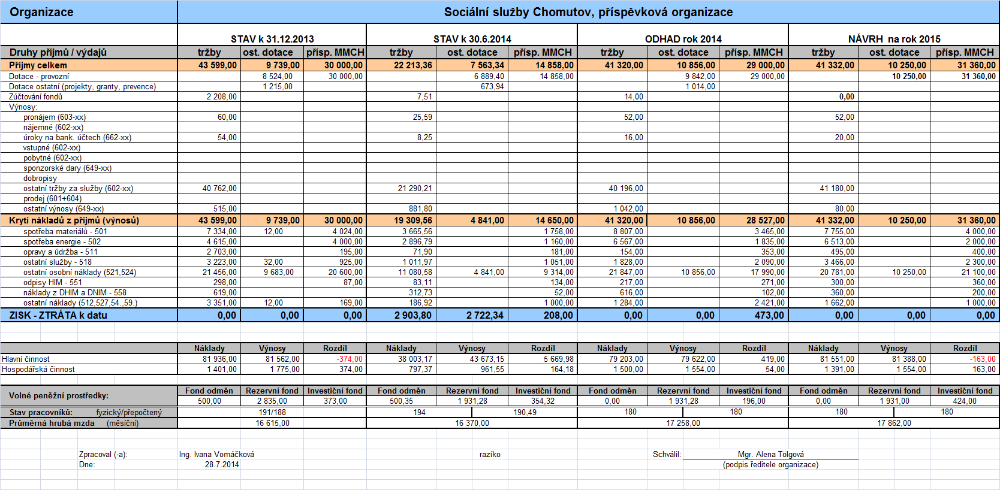 Organizace Sociální služby Chomutov, příspěvková organizace
STAV k 31.12.2013 STAV k 30.6.2014 ODHAD rok 2014 NÁVRH na rok 2015
Druhy příjmů / výdajů tržby ost. dotace přísp. MMCH tržby ost. dotace přísp. MMCH tržby ost. dotace přísp. MMCH tržby ost. dotace přísp. MMCH
Příjmy celkem 43 599,00 9 739,00 30 000,00 22 213,36 7 563,34 14 858,00 41 320,00 10 856,00 29 000,00 41 332,00 10 250,00 31 360,00
Dotace - provozní 8 524,00 30 000,00 6 889,40 14 858,00 9 842,00 29 000,00 10 250,00 31 360,00
Dotace ostatní (projekty, granty, prevence) 1 215,00 673,94 1 014,00
Zúčtování fondů 2 208,00 7,51 14,00 0,00
Výnosy:
pronájem (603-xx) 60,00 25,59 52,00 52,00
nájemné (602-xx)
úroky na bank. účtech (662-xx) 54,00 8,25 16,00 20,00
vstupné (602-xx)
pobytné (602-xx)
sponzorské dary (649-xx)
dobropisy
ostatní tržby za služby (602-xx) 40 762,00 21 290,21 40 196,00 41 180,00
prodej (601+604)
ostatní výnosy (649-xx) 515,00 881,80 1 042,00 80,00
Krytí nákladů z příjmů (výnosů) 43 599,00 9 739,00 30 000,00 19 309,56 4 841,00 14 650,00 41 320,00 10 856,00 28 527,00 41 332,00 10 250,00 31 360,00
spotřeba materiálů - 501 7 334,00 12,00 4 024,00 3 665,56 1 758,00 8 807,00 3 465,00 7 755,00 4 000,00
spotřeba energie - 502 4 615,00 4 000,00 2 896,79 1 160,00 6 567,00 1 835,00 6 513,00 2 000,00
opravy a údržba - 511 2 703,00 195,00 71,90 181,00 154,00 353,00 495,00 400,00
ostatní služby - 518 3 223,00 32,00 925,00 1 011,97 1 051,00 1 828,00 2 090,00 3 466,00 2 300,00
ostatní osobní náklady (521,524) 21 456,00 9 683,00 20 600,00 11 080,58 4 841,00 9 314,00 21 847,00 10 856,00 17 990,00 20 781,00 10 250,00 21 100,00
odpisy HIM - 551 298,00 87,00 83,11 134,00 217,00 271,00 300,00 360,00
náklady z DHIM a DNIM - 558 619,00 312,73 52,00 616,00 102,00 360,00 200,00
ostatní náklady (512,527,54.,59.) 3 351,00 12,00 169,00 186,92 1 000,00 1 284,00 2 421,00 1 662,00 1 000,00
ZISK - ZTRÁTA k datu 0,00 0,00 0,00 2 903,80 2 722,34 208,00 0,00 0,00 473,00 0,00 0,00 0,00
Náklady Výnosy Rozdíl Náklady Výnosy Rozdíl Náklady Výnosy Rozdíl Náklady Výnosy Rozdíl
Hlavní činnost 81 936,00 81 562,00 -374,00 38 003,17 43 673,15 5 669,98 79 203,00 79 622,00 419,00 81 551,00 81 388,00 -163,00
Hospodářská činnost 1 401,00 1 775,00 374,00 797,37 961,55 164,18 1 500,00 1 554,00 54,00 1 391,00 1 554,00 163,00
Volné peněžní prostředky: Fond odměn Rezervní fond Investiční fond Fond odměn Rezervní fond Investiční fond Fond odměn Rezervní fond Investiční fond Fond odměn Rezervní fond Investiční fond
500,00 2 835,00 373,00 500,35 1 931,28 354,32 0,00 1 931,28 196,00 0,00 1 931,00 424,00
Stav pracovníků: fyzický/přepočtený 191/188 194 190,49 180 180 180 180
Průměrná hrubá mzda (měsíční) 16 615,00 16 370,00 17 258,00 17 862,00
Zpracoval (-a): Ing. Ivana Vomáčková razíko Schválil: Mgr. Alena Tölgová
Dne: 28.7.2014 (podpis ředitele organizace)